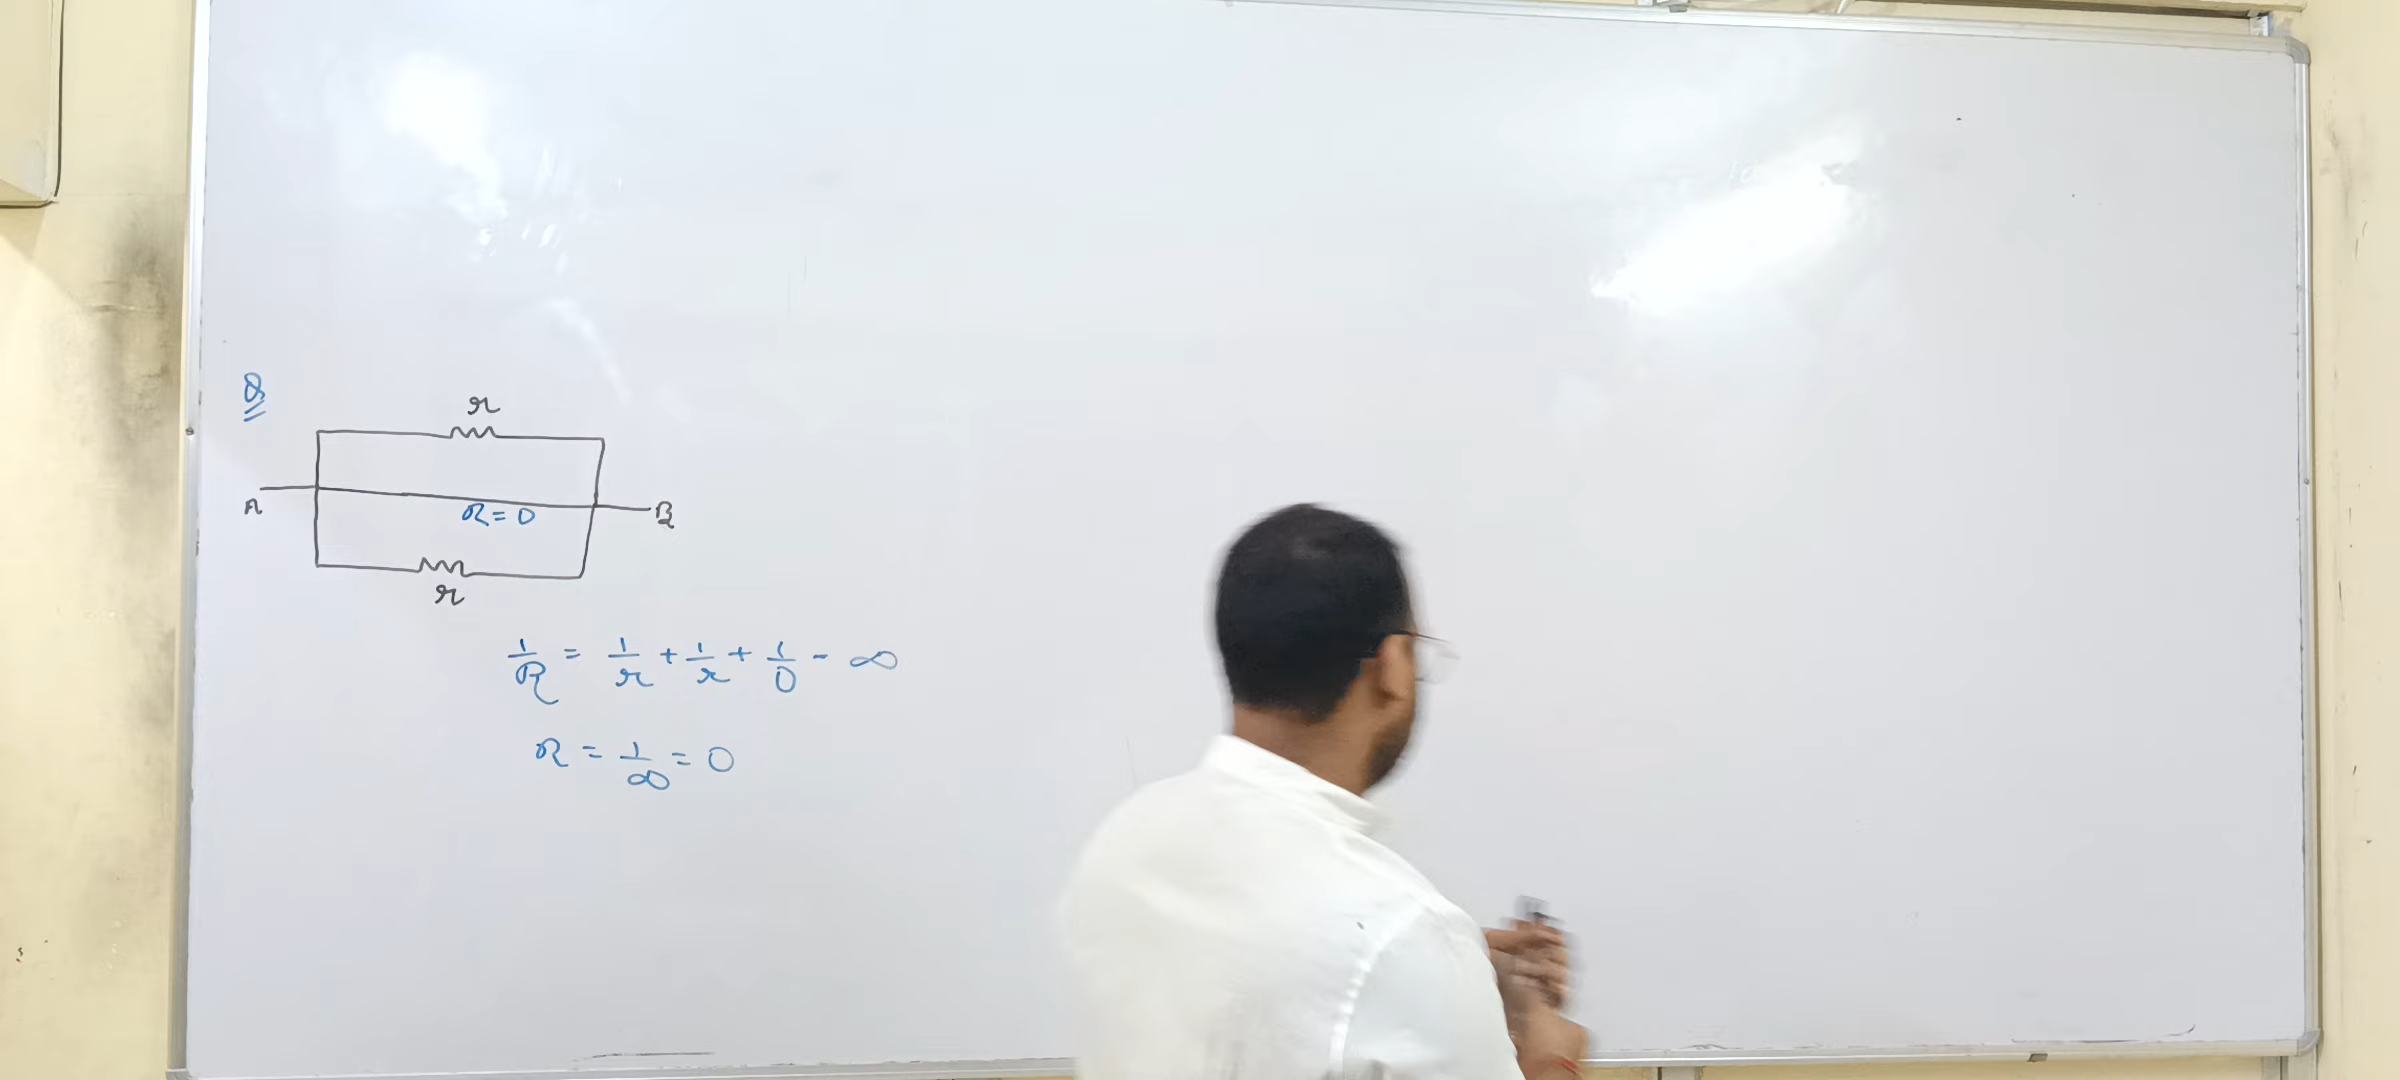 Q
r
A
R = 0
B
r
1/R = 1/r + 1/r + 1/0 - ∞
R = 1/∞ = 0